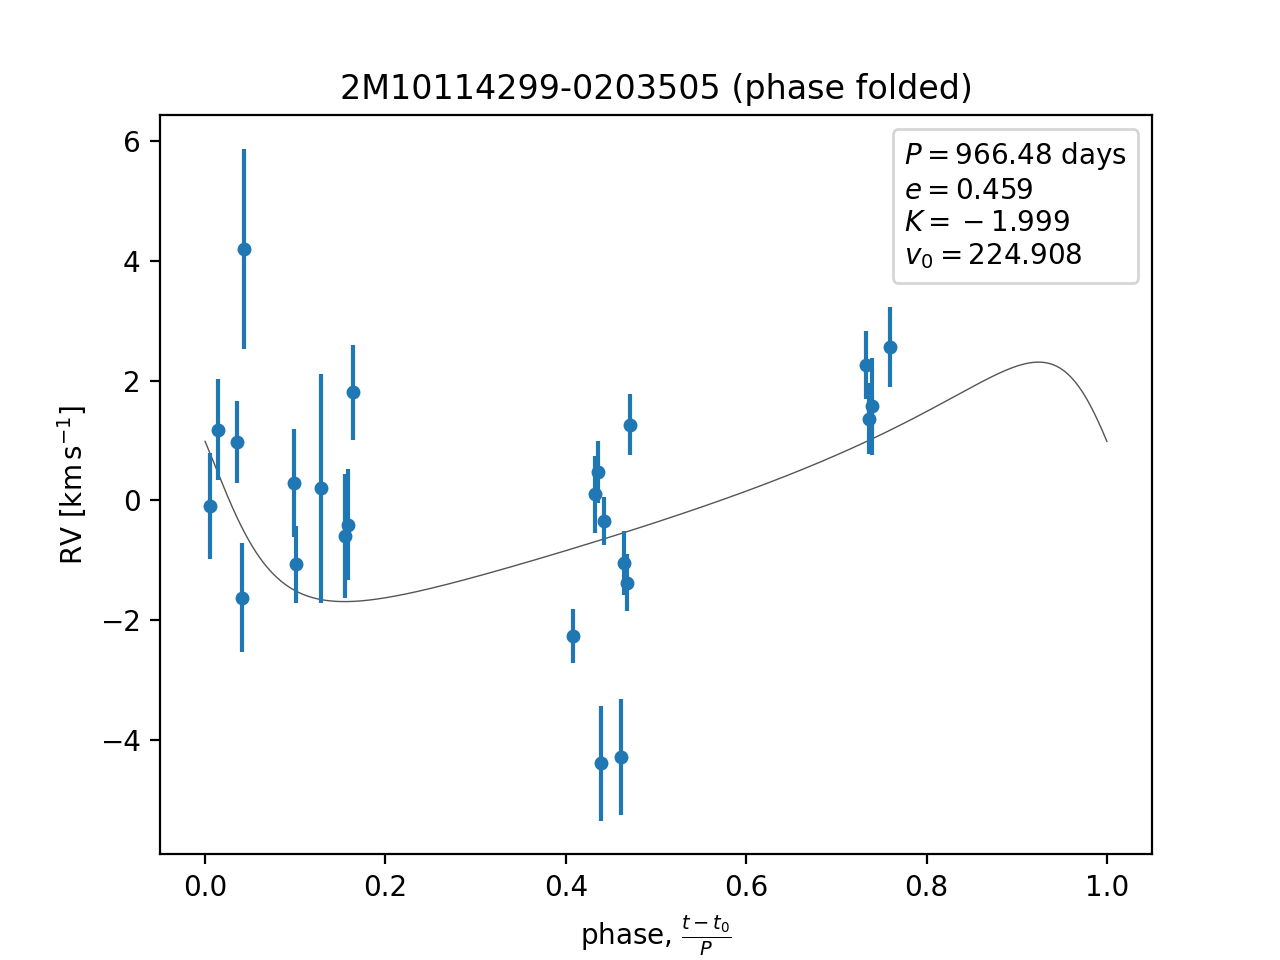 2M10114299-0203505 (phase folded)
P = 966.48 days
e = 0.459
K = −1.999
v₀ = 224.908
6
4
2
0
−2
−4
RV [km s⁻¹]
0.0 0.2 0.4 0.6 0.8 1.0
phase, (t − t₀)/P